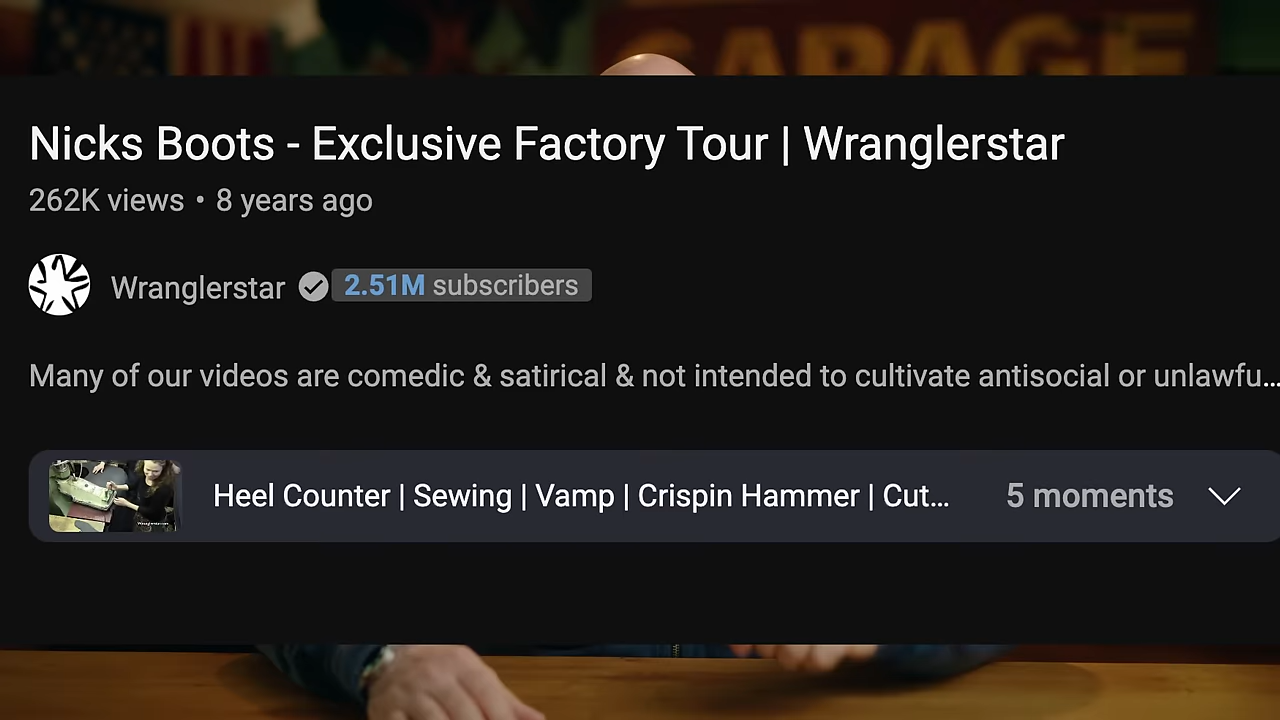 GARAGE
Nicks Boots - Exclusive Factory Tour | Wranglerstar
262K views • 8 years ago
Wranglerstar 2.51M subscribers
Many of our videos are comedic & satirical & not intended to cultivate antisocial or unlawfu...
Heel Counter | Sewing | Vamp | Crispin Hammer | Cut... 5 moments